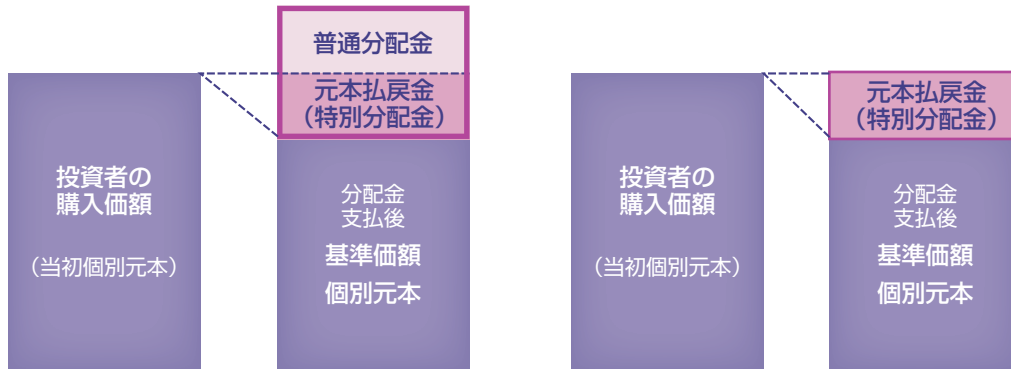 普通分配金
元本払戻金
（特別分配金）
投資者の
購入価額
（当初個別元本）
分配金
支払後
基準価額
個別元本
元本払戻金
（特別分配金）
投資者の
購入価額
（当初個別元本）
分配金
支払後
基準価額
個別元本